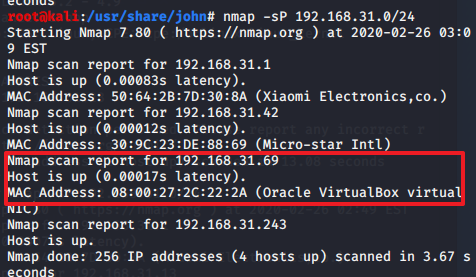 root@kali:/usr/share/john# nmap -sP 192.168.31.0/24
Starting Nmap 7.80 ( https://nmap.org ) at 2020-02-26 03:0
9 EST
Nmap scan report for 192.168.31.1
Host is up (0.00083s latency).
MAC Address: 50:64:2B:7D:30:8A (Xiaomi Electronics,co.)
Nmap scan report for 192.168.31.42
Host is up (0.00012s latency).
MAC Address: 30:9C:23:DE:88:69 (Micro-star Intl)
Nmap scan report for 192.168.31.69
Host is up (0.00017s latency).
MAC Address: 08:00:27:2C:22:2A (Oracle VirtualBox virtual
NIC)
Nmap scan report for 192.168.31.243
Host is up.
Nmap done: 256 IP addresses (4 hosts up) scanned in 3.67 s
econds